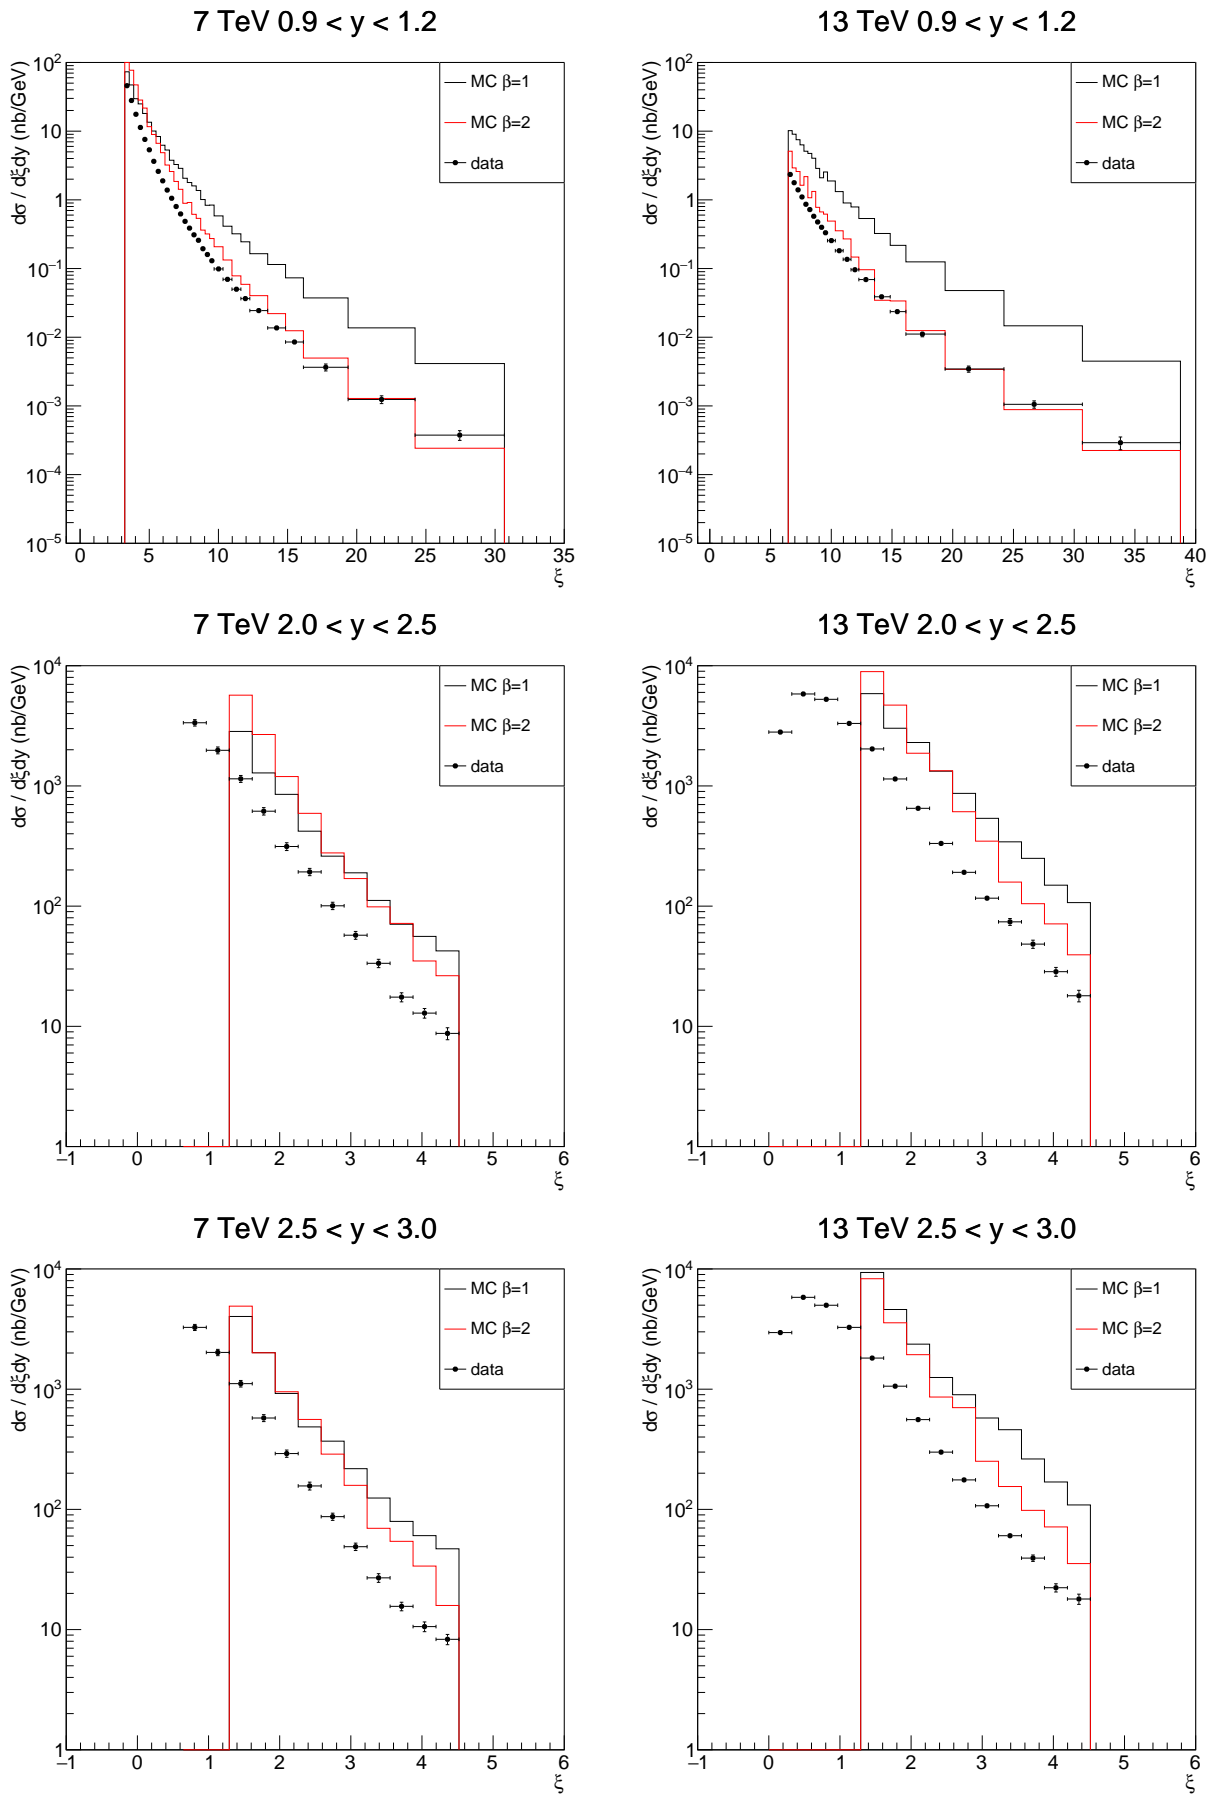 7 TeV 0.9 < y < 1.2
dσ / dξdy (nb/GeV)
10²
10
1
10⁻¹
10⁻²
10⁻³
10⁻⁴
10⁻⁵
MC β=1
MC β=2
data
0 5 10 15 20 25 30 35
ξ
13 TeV 0.9 < y < 1.2
dσ / dξdy (nb/GeV)
10²
10
1
10⁻¹
10⁻²
10⁻³
10⁻⁴
10⁻⁵
MC β=1
MC β=2
data
0 5 10 15 20 25 30 35 40
ξ
7 TeV 2.0 < y < 2.5
dσ / dξdy (nb/GeV)
10⁴
10³
10²
10
1
MC β=1
MC β=2
data
−1 0 1 2 3 4 5 6
ξ
13 TeV 2.0 < y < 2.5
dσ / dξdy (nb/GeV)
10⁴
10³
10²
10
1
MC β=1
MC β=2
data
−1 0 1 2 3 4 5 6
ξ
7 TeV 2.5 < y < 3.0
dσ / dξdy (nb/GeV)
10⁴
10³
10²
10
1
MC β=1
MC β=2
data
−1 0 1 2 3 4 5 6
ξ
13 TeV 2.5 < y < 3.0
dσ / dξdy (nb/GeV)
10⁴
10³
10²
10
1
MC β=1
MC β=2
data
−1 0 1 2 3 4 5 6
ξ